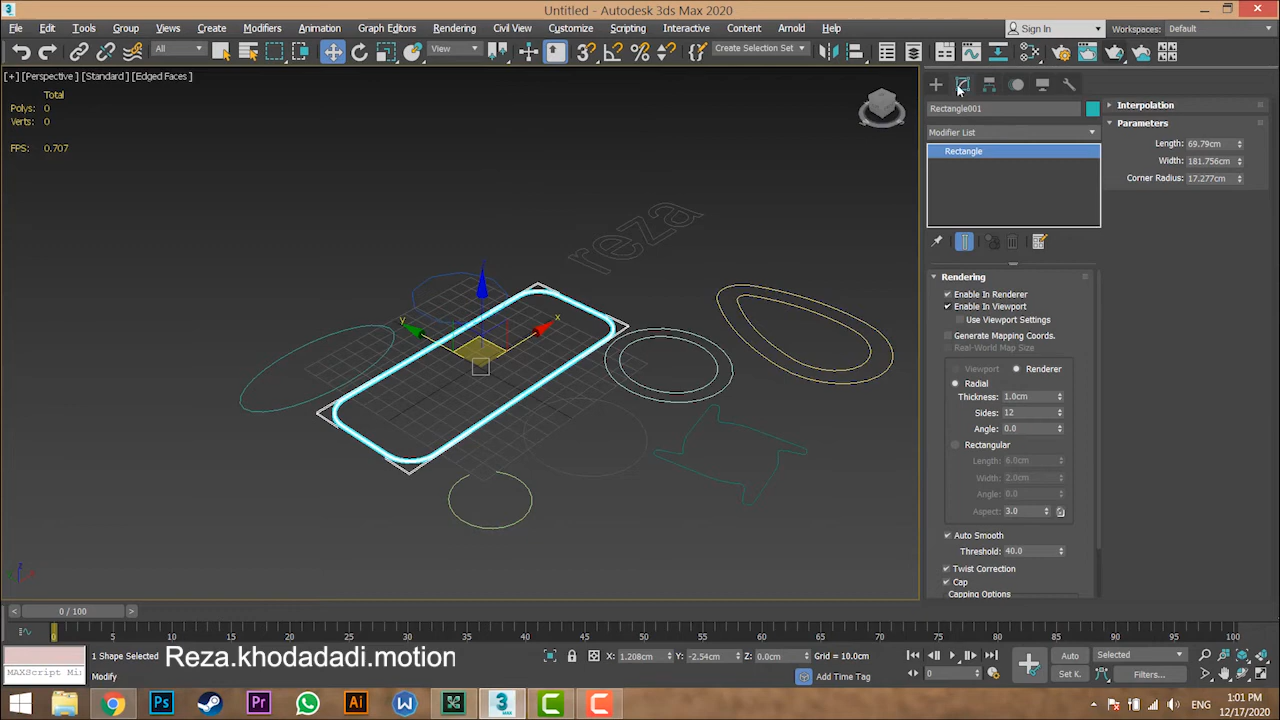 Untitled - Autodesk 3ds Max 2020
File Edit Tools Group Views Create Modifiers Animation Graph Editors Rendering Civil View Customize Scripting Interactive Content Arnold Help
Sign In
Workspaces: Default
All
View
Create Selection Set
[+] [Perspective ] [Standard ] [Edged Faces ]
Total
Polys: 0
Verts: 0
FPS: 0.707
reza
x
y
z
Rectangle001
Modifier List
Rectangle
Interpolation
Parameters
Length: 69.79cm
Width: 181.756cm
Corner Radius: 17.277cm
Rendering
Enable In Renderer
Enable In Viewport
Use Viewport Settings
Generate Mapping Coords.
Real-World Map Size
Viewport Renderer
Radial
Thickness: 1.0cm
Sides: 12
Angle: 0.0
Rectangular
Length: 6.0cm
Width: 2.0cm
Angle: 0.0
Aspect: 3.0
Auto Smooth
Threshold: 40.0
Twist Correction
Cap
Capping Options
0 / 100
0 5 10 15 20 25 30 35 40 45 50 55 60 65 70 75 80 85 90 95 100
MAXScript Mi
1 Shape Selected
Modify
Reza.khodadadi.motion
X: 1.208cm Y: -2.54cm Z: 0.0cm Grid = 10.0cm
Add Time Tag
0
Auto Selected
Set K. Filters...
1:01 PM
12/17/2020
ENG